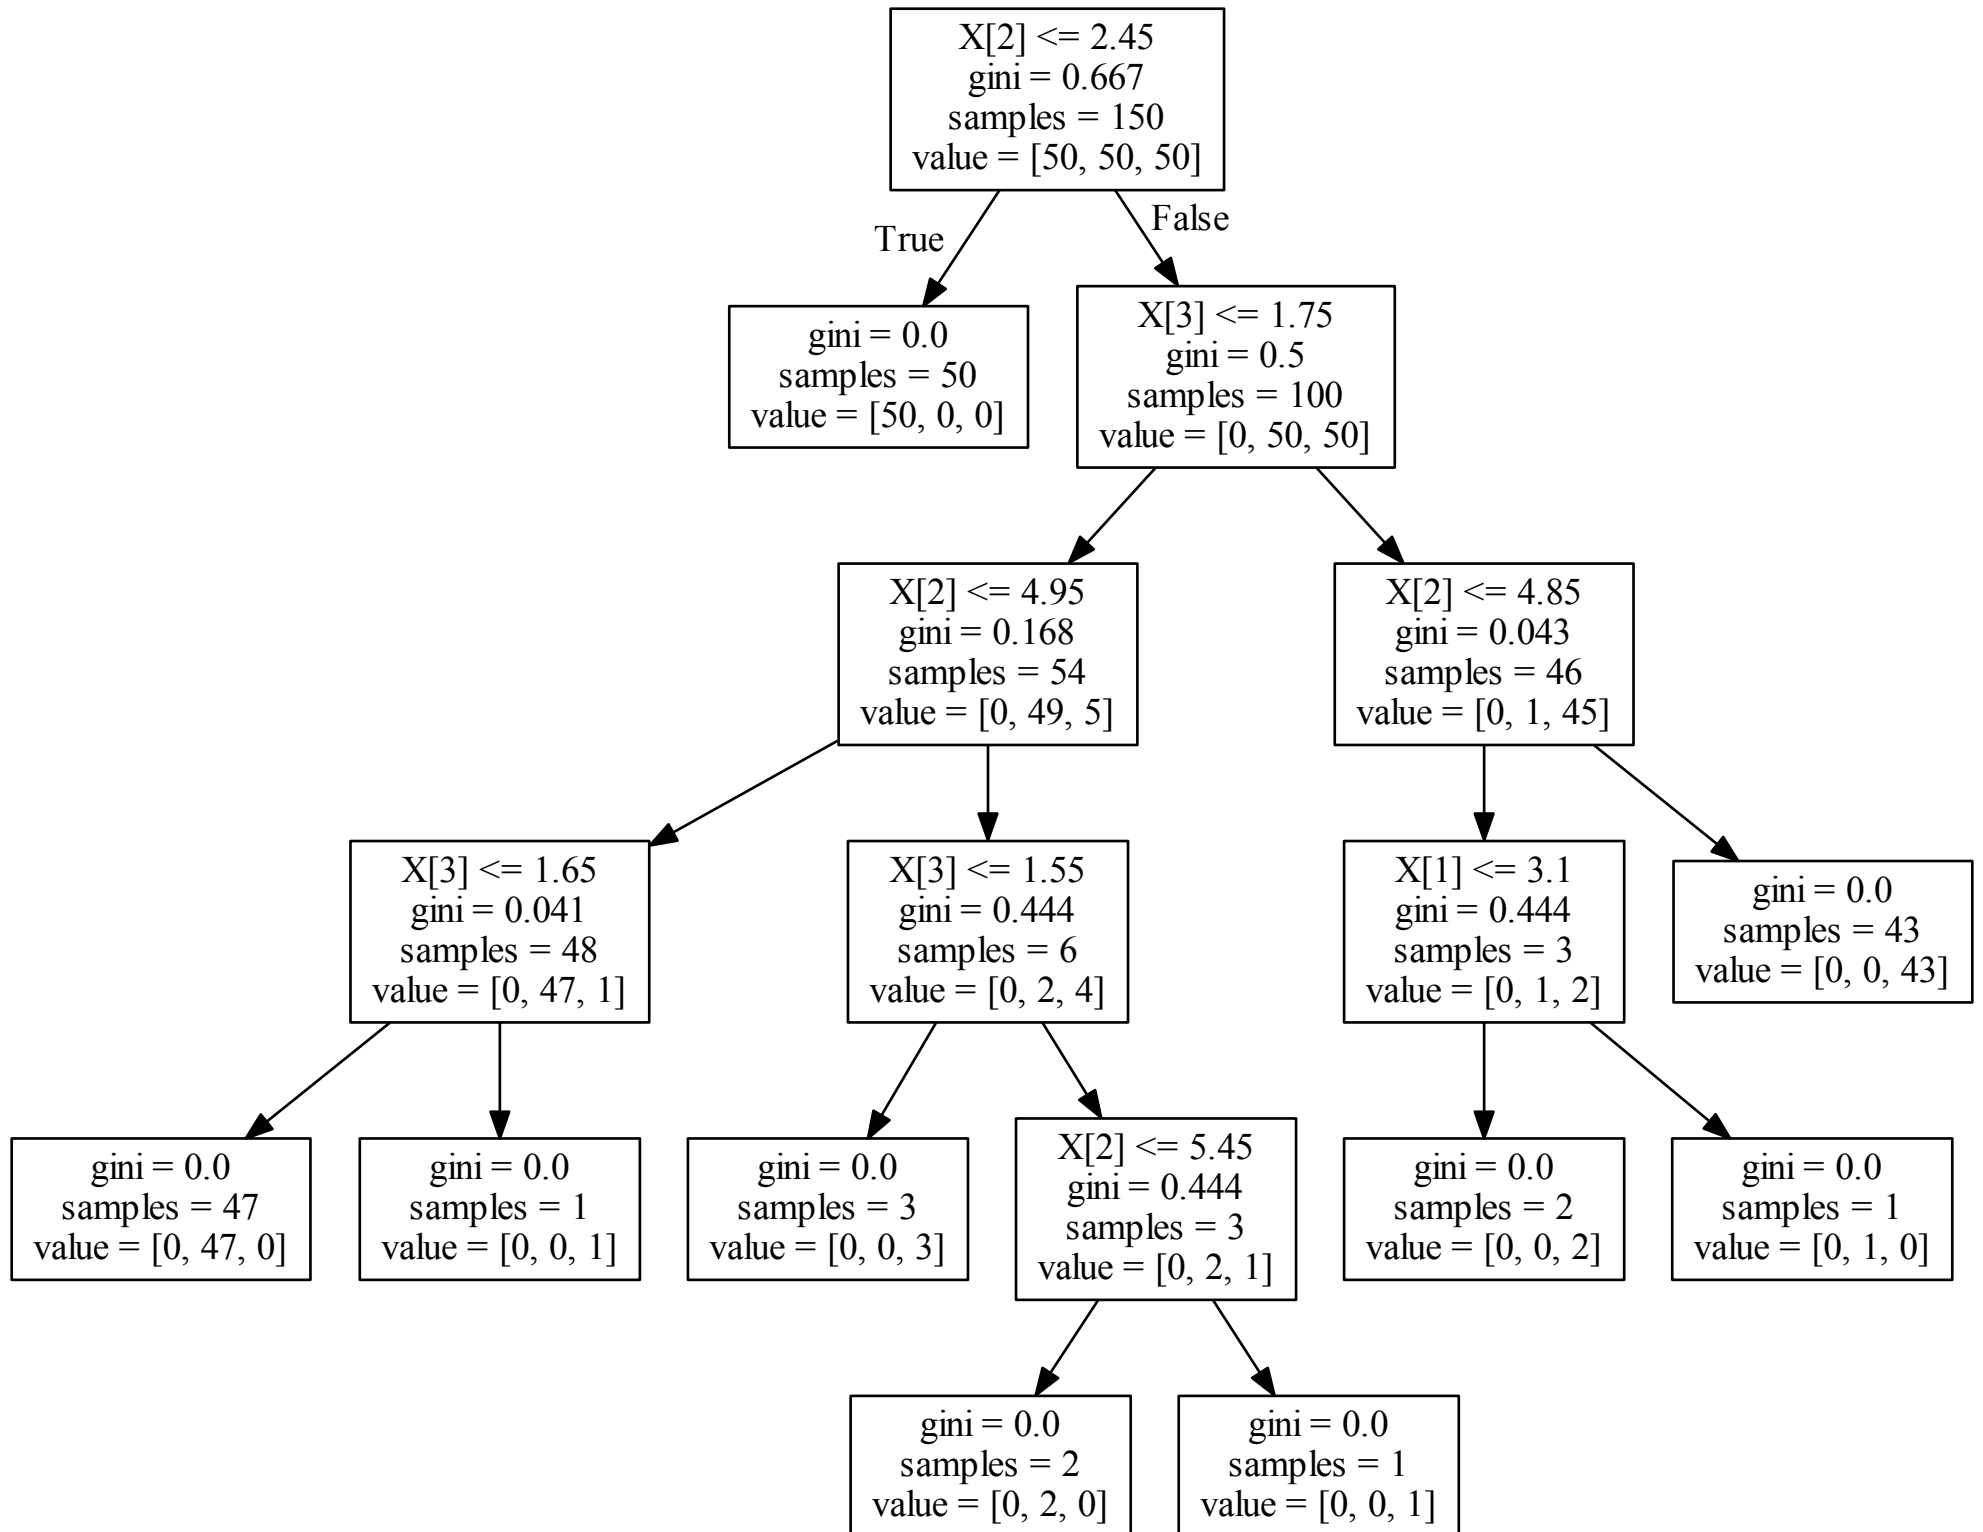 X[2] <= 2.45
gini = 0.667
samples = 150
value = [50, 50, 50]
True
False
gini = 0.0
samples = 50
value = [50, 0, 0]
X[3] <= 1.75
gini = 0.5
samples = 100
value = [0, 50, 50]
X[2] <= 4.95
gini = 0.168
samples = 54
value = [0, 49, 5]
X[2] <= 4.85
gini = 0.043
samples = 46
value = [0, 1, 45]
X[3] <= 1.65
gini = 0.041
samples = 48
value = [0, 47, 1]
X[3] <= 1.55
gini = 0.444
samples = 6
value = [0, 2, 4]
X[1] <= 3.1
gini = 0.444
samples = 3
value = [0, 1, 2]
gini = 0.0
samples = 43
value = [0, 0, 43]
gini = 0.0
samples = 47
value = [0, 47, 0]
gini = 0.0
samples = 1
value = [0, 0, 1]
gini = 0.0
samples = 3
value = [0, 0, 3]
X[2] <= 5.45
gini = 0.444
samples = 3
value = [0, 2, 1]
gini = 0.0
samples = 2
value = [0, 0, 2]
gini = 0.0
samples = 1
value = [0, 1, 0]
gini = 0.0
samples = 2
value = [0, 2, 0]
gini = 0.0
samples = 1
value = [0, 0, 1]